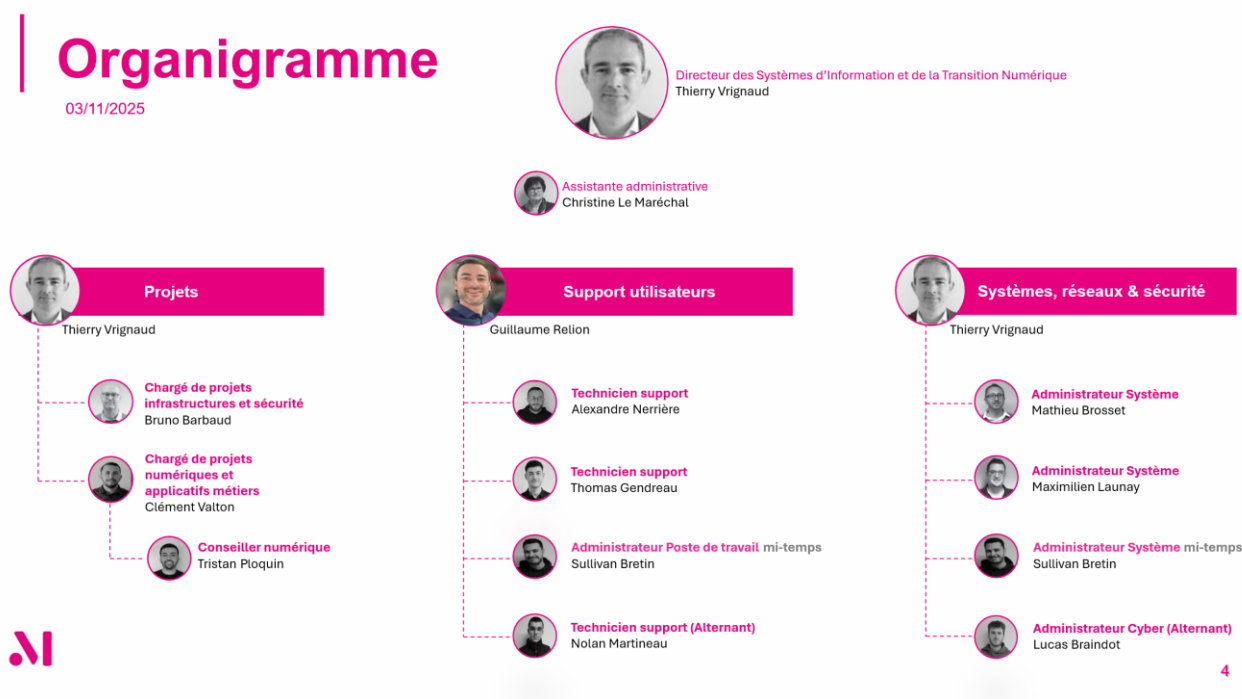 Organigramme
03/11/2025
Directeur des Systèmes d'Information et de la Transition Numérique
Thierry Vrignaud
Assistante administrative
Christine Le Maréchal
Projets
Thierry Vrignaud
Chargé de projets
infrastructures et sécurité
Bruno Barbaud
Chargé de projets
numériques et
applicatifs métiers
Clément Valton
Conseiller numérique
Tristan Ploquin
Support utilisateurs
Guillaume Relion
Technicien support
Alexandre Nerrière
Technicien support
Thomas Gendreau
Administrateur Poste de travail mi-temps
Sullivan Bretin
Technicien support (Alternant)
Nolan Martineau
Systèmes, réseaux & sécurité
Thierry Vrignaud
Administrateur Système
Mathieu Brosset
Administrateur Système
Maximilien Launay
Administrateur Système mi-temps
Sullivan Bretin
Administrateur Cyber (Alternant)
Lucas Braindot
4